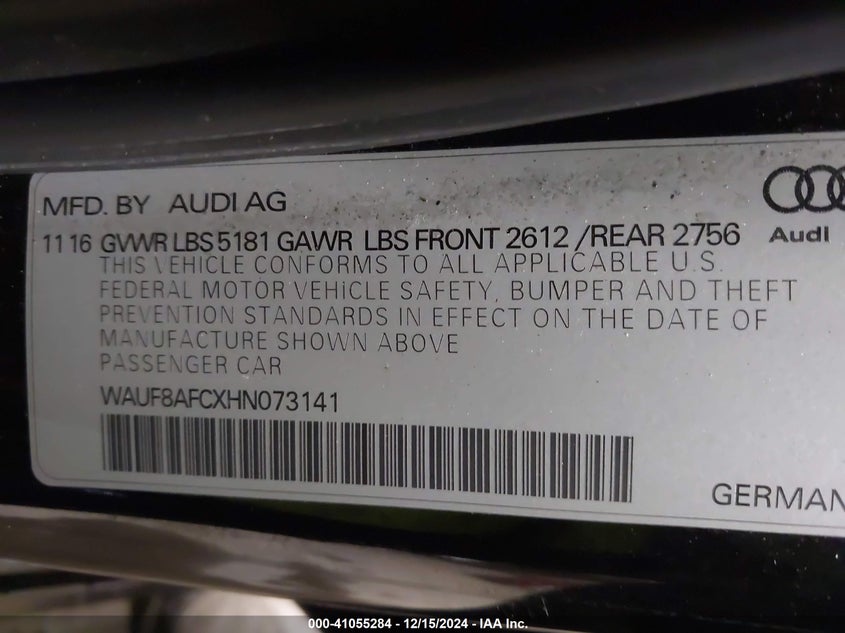 MFD. BY AUDI AG
Audi
11 16 GVWR LBS 5181 GAWR LBS FRONT 2612 /REAR 2756
THIS VEHICLE CONFORMS TO ALL APPLICABLE U.S.
FEDERAL MOTOR VEHICLE SAFETY, BUMPER AND THEFT
PREVENTION STANDARDS IN EFFECT ON THE DATE OF
MANUFACTURE SHOWN ABOVE
PASSENGER CAR
WAUF8AFCXHN073141
GERMAN
000-41055284 - 12/15/2024 - IAA Inc.